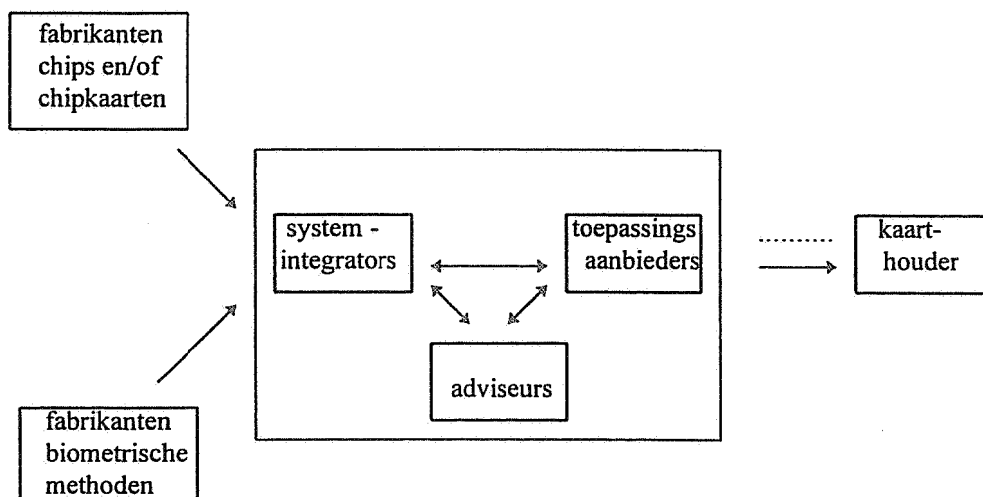 fabrikanten
chips en/of
chipkaarten
system -
integrators
toepassings
aanbieders
kaart-
houder
adviseurs
fabrikanten
biometrische
methoden